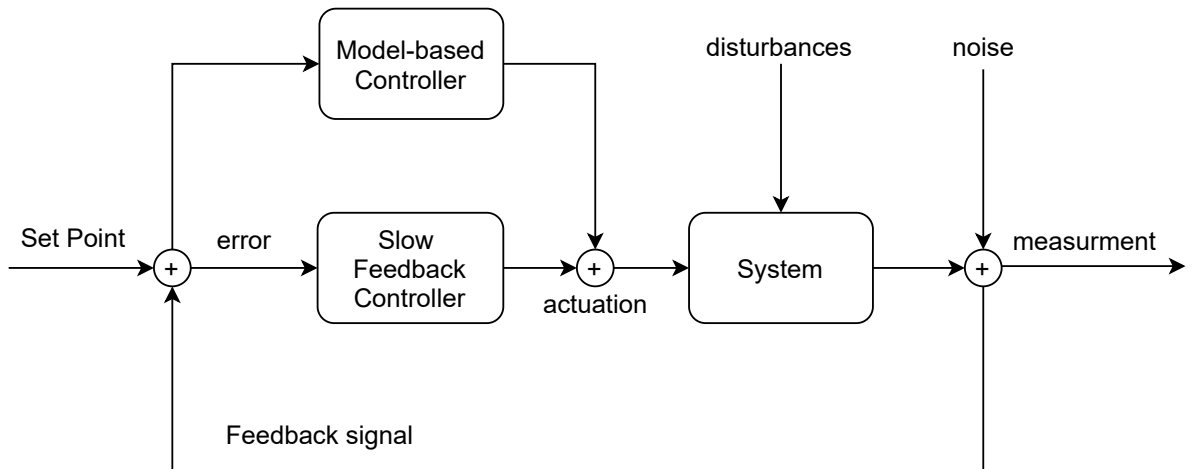 Model-based
Controller
disturbances
noise
Set Point
+
error
Slow
Feedback
Controller
+
actuation
System
+
measurment
Feedback signal